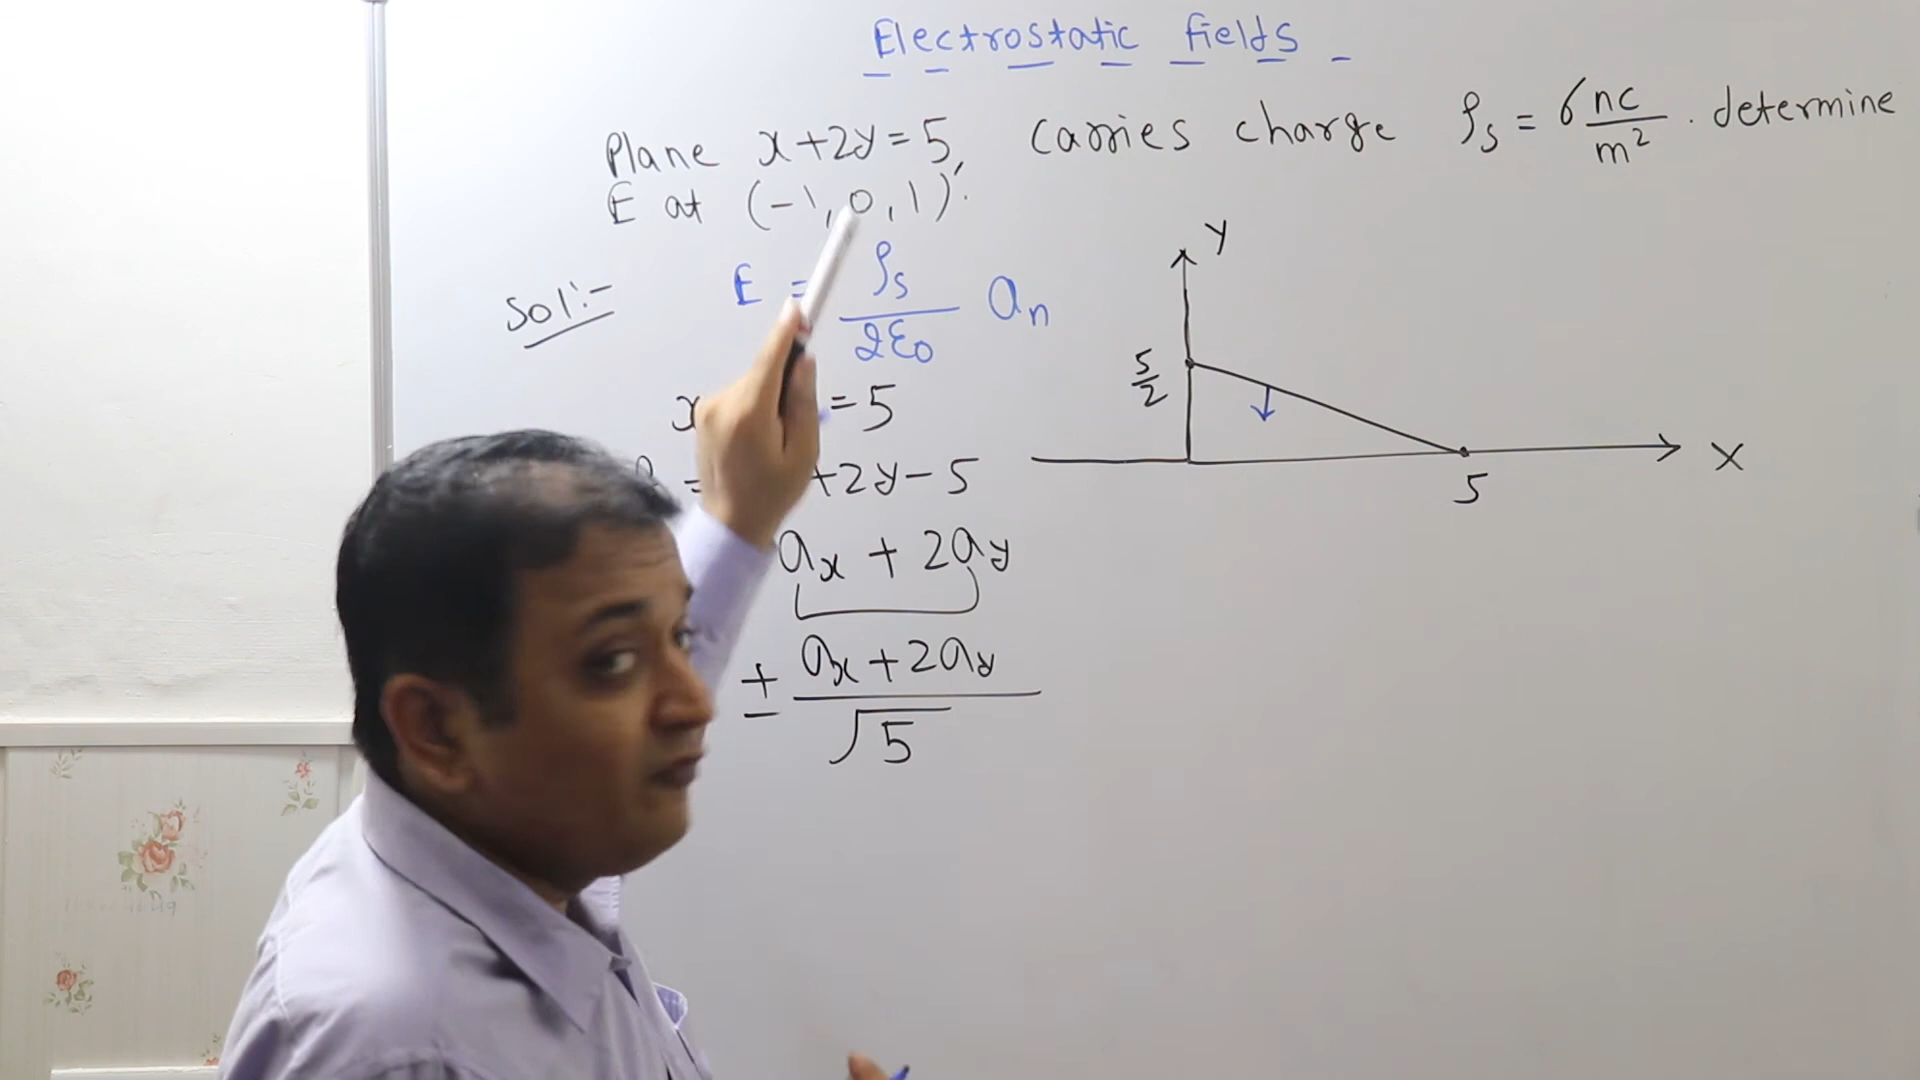 Electrostatic fields
Plane x+2y=5, carries charge ρs = 6 nc/m². determine
E at (-1,0,1).
Sol:-
E = ρs/2ε0 an
x =5
= +2y-5
ax + 2ay
± ax+2ay/√5
Y
5/2
5
X